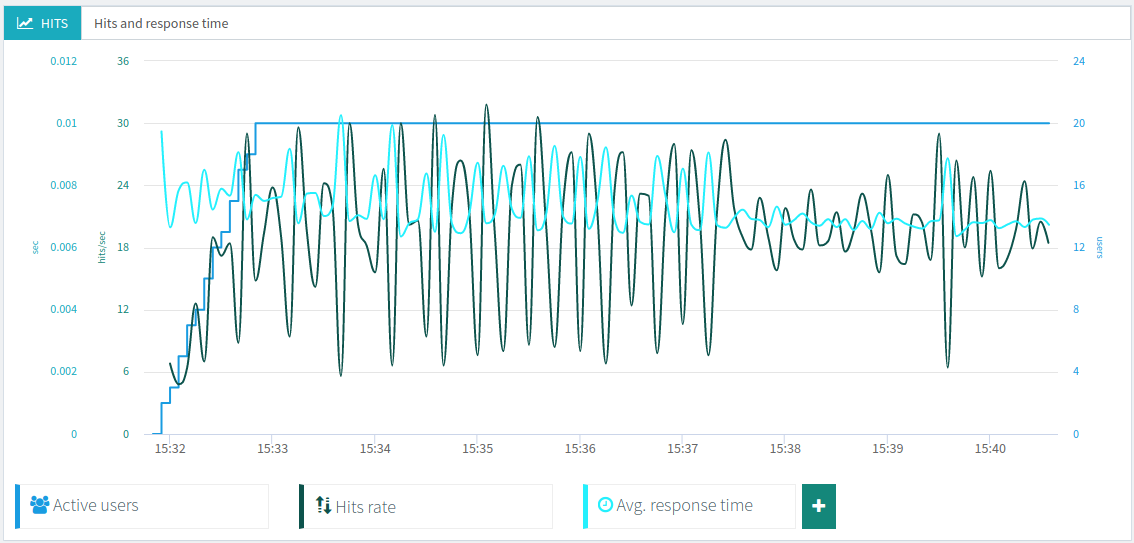 HITS Hits and response time
0.012 36 24
0.01 30 20
0.008 24 16
0.006 18 12
sec hits/sec users
0.004 12 8
0.002 6 4
0 0 0
15:32 15:33 15:34 15:35 15:36 15:37 15:38 15:39 15:40
Active users Hits rate Avg. response time +